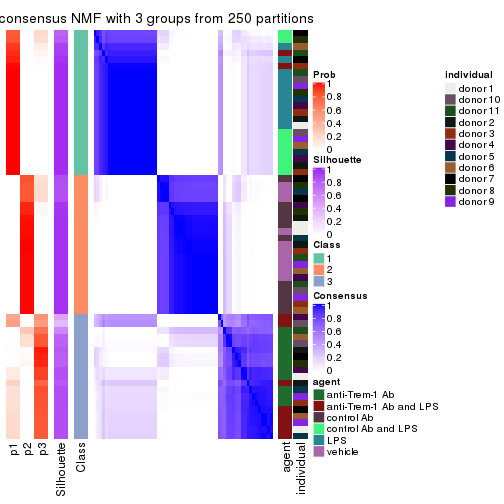 consensus NMF with 3 groups from 250 partitions
Prob
1
0.8
0.6
0.4
0.2
0
Silhouette
1
0.8
0.6
0.4
0.2
0
Class
1
2
3
Consensus
1
0.8
0.6
0.4
0.2
0
agent
anti-Trem-1 Ab
anti-Trem-1 Ab and LPS
control Ab
control Ab and LPS
LPS
vehicle
individual
donor 1
donor 10
donor 11
donor 2
donor 3
donor 4
donor 5
donor 6
donor 7
donor 8
donor 9
p1
p2
p3
Silhouette
Class
agent
individual